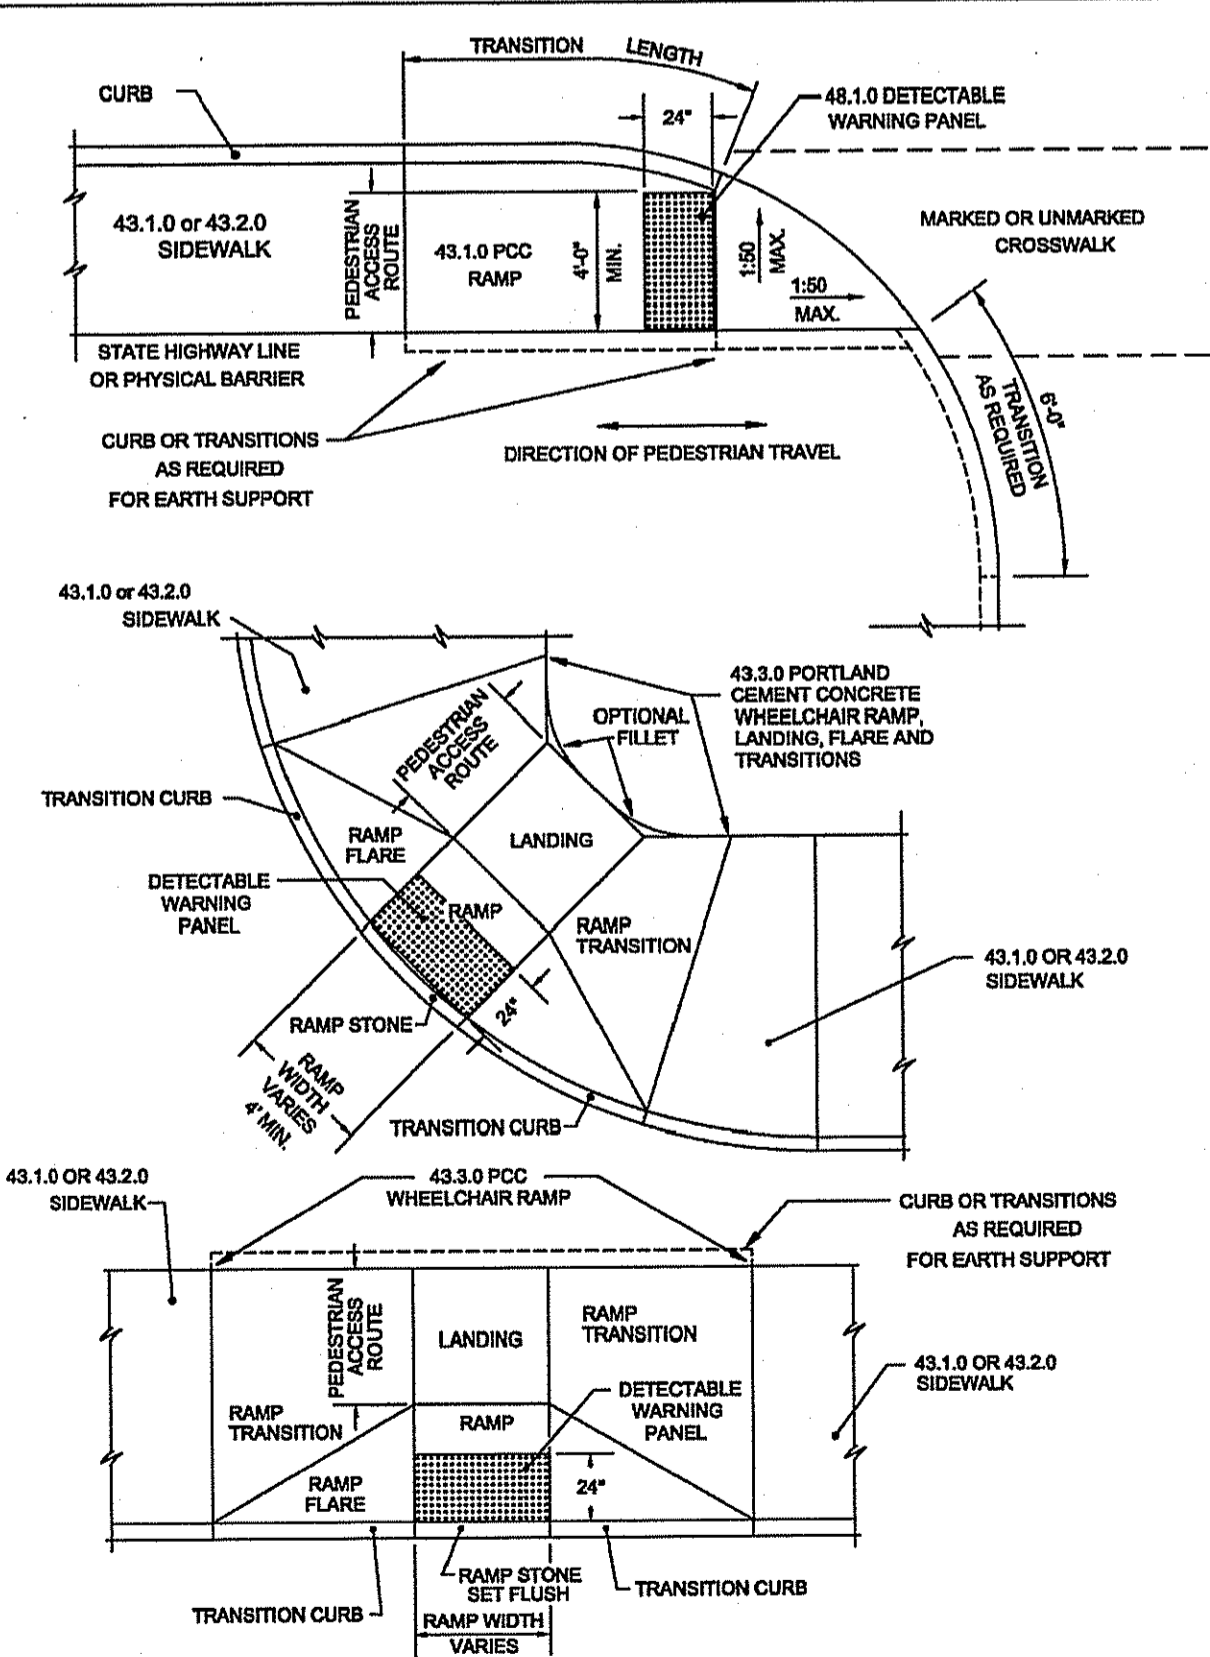 TRANSITION LENGTH
CURB
24"
48.1.0 DETECTABLE
WARNING PANEL
43.1.0 or 43.2.0
SIDEWALK
PEDESTRIAN
ACCESS
ROUTE
43.1.0 PCC
RAMP
4'-0"
MIN.
1:50
MAX.
1:50
MAX.
MARKED OR UNMARKED
CROSSWALK
STATE HIGHWAY LINE
OR PHYSICAL BARRIER
6'-0"
TRANSITION
AS REQUIRED
CURB OR TRANSITIONS
AS REQUIRED
FOR EARTH SUPPORT
DIRECTION OF PEDESTRIAN TRAVEL
43.1.0 or 43.2.0
SIDEWALK
PEDESTRIAN
ACCESS
ROUTE
OPTIONAL
FILLET
43.3.0 PORTLAND
CEMENT CONCRETE
WHEELCHAIR RAMP,
LANDING, FLARE AND
TRANSITIONS
TRANSITION CURB
RAMP
FLARE
LANDING
DETECTABLE
WARNING
PANEL
RAMP
RAMP
TRANSITION
43.1.0 OR 43.2.0
SIDEWALK
RAMP STONE
24"
RAMP
WIDTH
VARIES
4' MIN.
TRANSITION CURB
43.1.0 OR 43.2.0
SIDEWALK
43.3.0 PCC
WHEELCHAIR RAMP
CURB OR TRANSITIONS
AS REQUIRED
FOR EARTH SUPPORT
PEDESTRIAN
ACCESS
ROUTE
LANDING
RAMP
TRANSITION
43.1.0 OR 43.2.0
SIDEWALK
DETECTABLE
WARNING
PANEL
RAMP
TRANSITION
RAMP
RAMP
FLARE
24"
RAMP STONE
SET FLUSH
TRANSITION CURB
TRANSITION CURB
RAMP WIDTH
VARIES